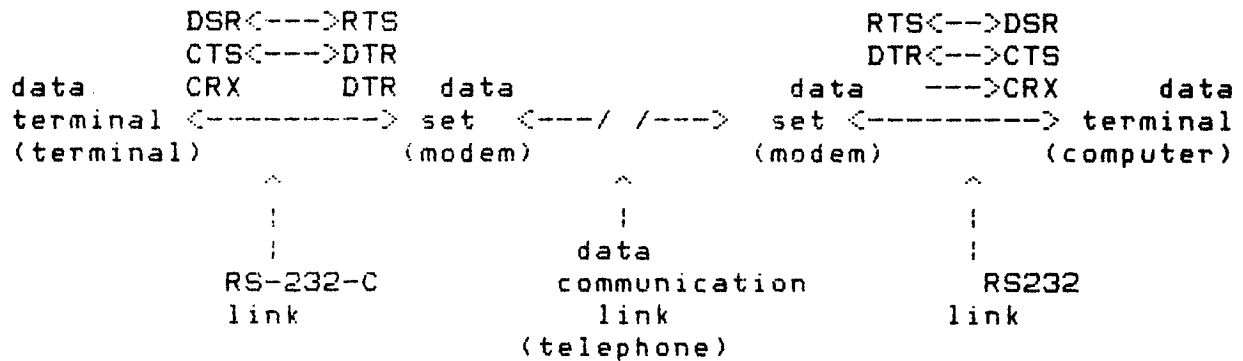 DSR<--->RTS RTS<-->DSR
CTS<--->DTR DTR<-->CTS
data CRX DTR data data --->CRX data
terminal <---------> set <---/ /---> set <---------> terminal
(terminal) (modem) (modem) (computer)
^ ^ ^
¦ ¦ ¦
¦ data ¦
RS-232-C communication RS232
link link link
(telephone)